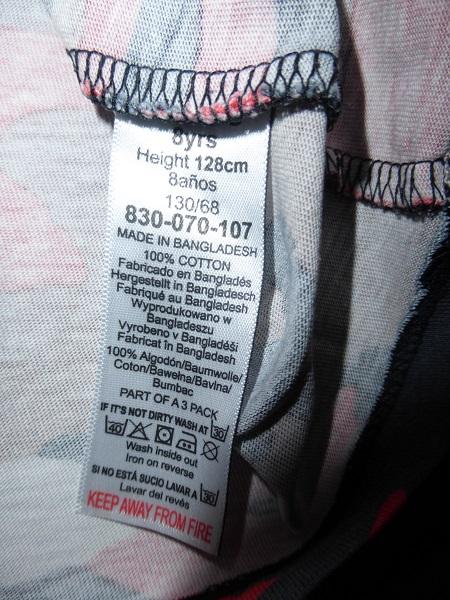 8yrs
Height 128cm
8años
130/68
830-070-107
MADE IN BANGLADESH
100% COTTON
Fabricado en Bangladés
Hergestellt in Bangladesch
Fabriqué au Bangladesh
Wyprodukowano w
Bangladeszu
Vyrobeno v Bangladéši
Fabricat în Bangladesh
100% Algodón/Baumwolle/
Coton/Bawełna/Bavlna/
Bumbac
PART OF A 3 PACK
IF IT'S NOT DIRTY WASH AT 30
40
Wash inside out
Iron on reverse
SI NO ESTÁ SUCIO LAVAR A 30
Lavar del revés
KEEP AWAY FROM FIRE